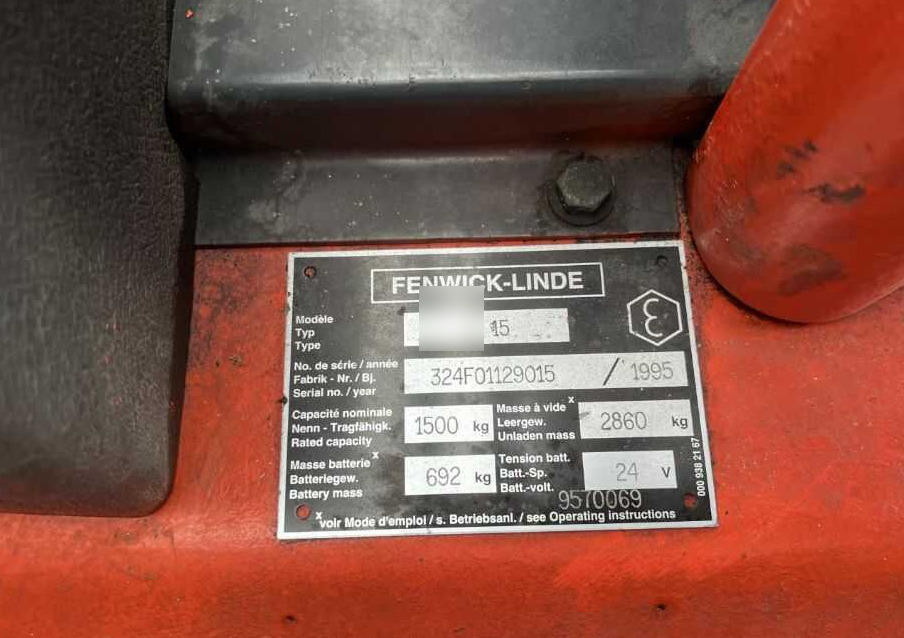 FENWICK-LINDE
Modèle
Typ
Type
15
No. de série / année
Fabrik - Nr. / Bj.
Serial no. / year
324F01129015 / 1995
Capacité nominale
Nenn - Tragfähigk.
Rated capacity
1500 kg
Masse à vide x
Leergew.
Unladen mass
2860 kg
Masse batterie x
Batteriegew.
Battery mass
692 kg
Tension batt.
Batt.-Sp.
Batt.-volt.
24 V
9570069
x voir Mode d'emploi / s. Betriebsanl. / see Operating instructions
000 938 21 67